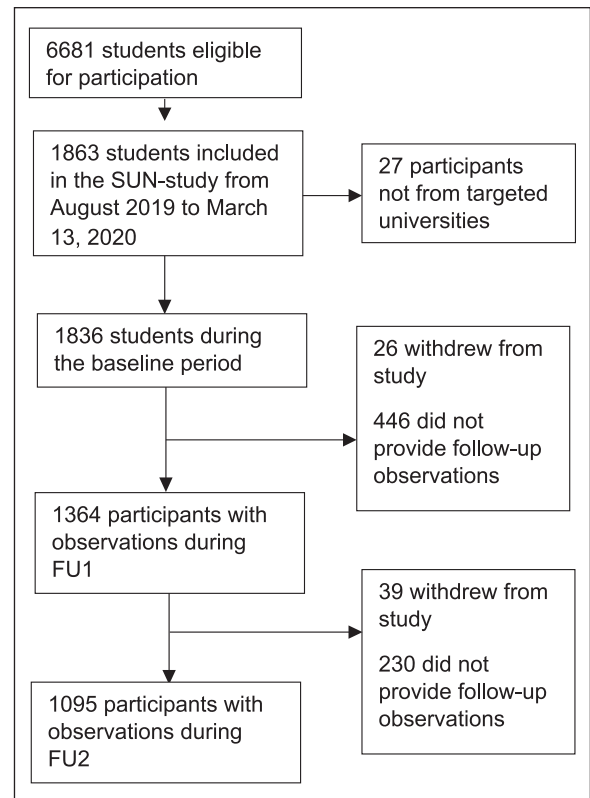 6681 students eligible
for participation
1863 students included
in the SUN-study from
August 2019 to March
13, 2020
27 participants
not from targeted
universities
1836 students during
the baseline period
26 withdrew from
study
446 did not
provide follow-up
observations
1364 participants with
observations during
FU1
39 withdrew from
study
230 did not
provide follow-up
observations
1095 participants with
observations during
FU2